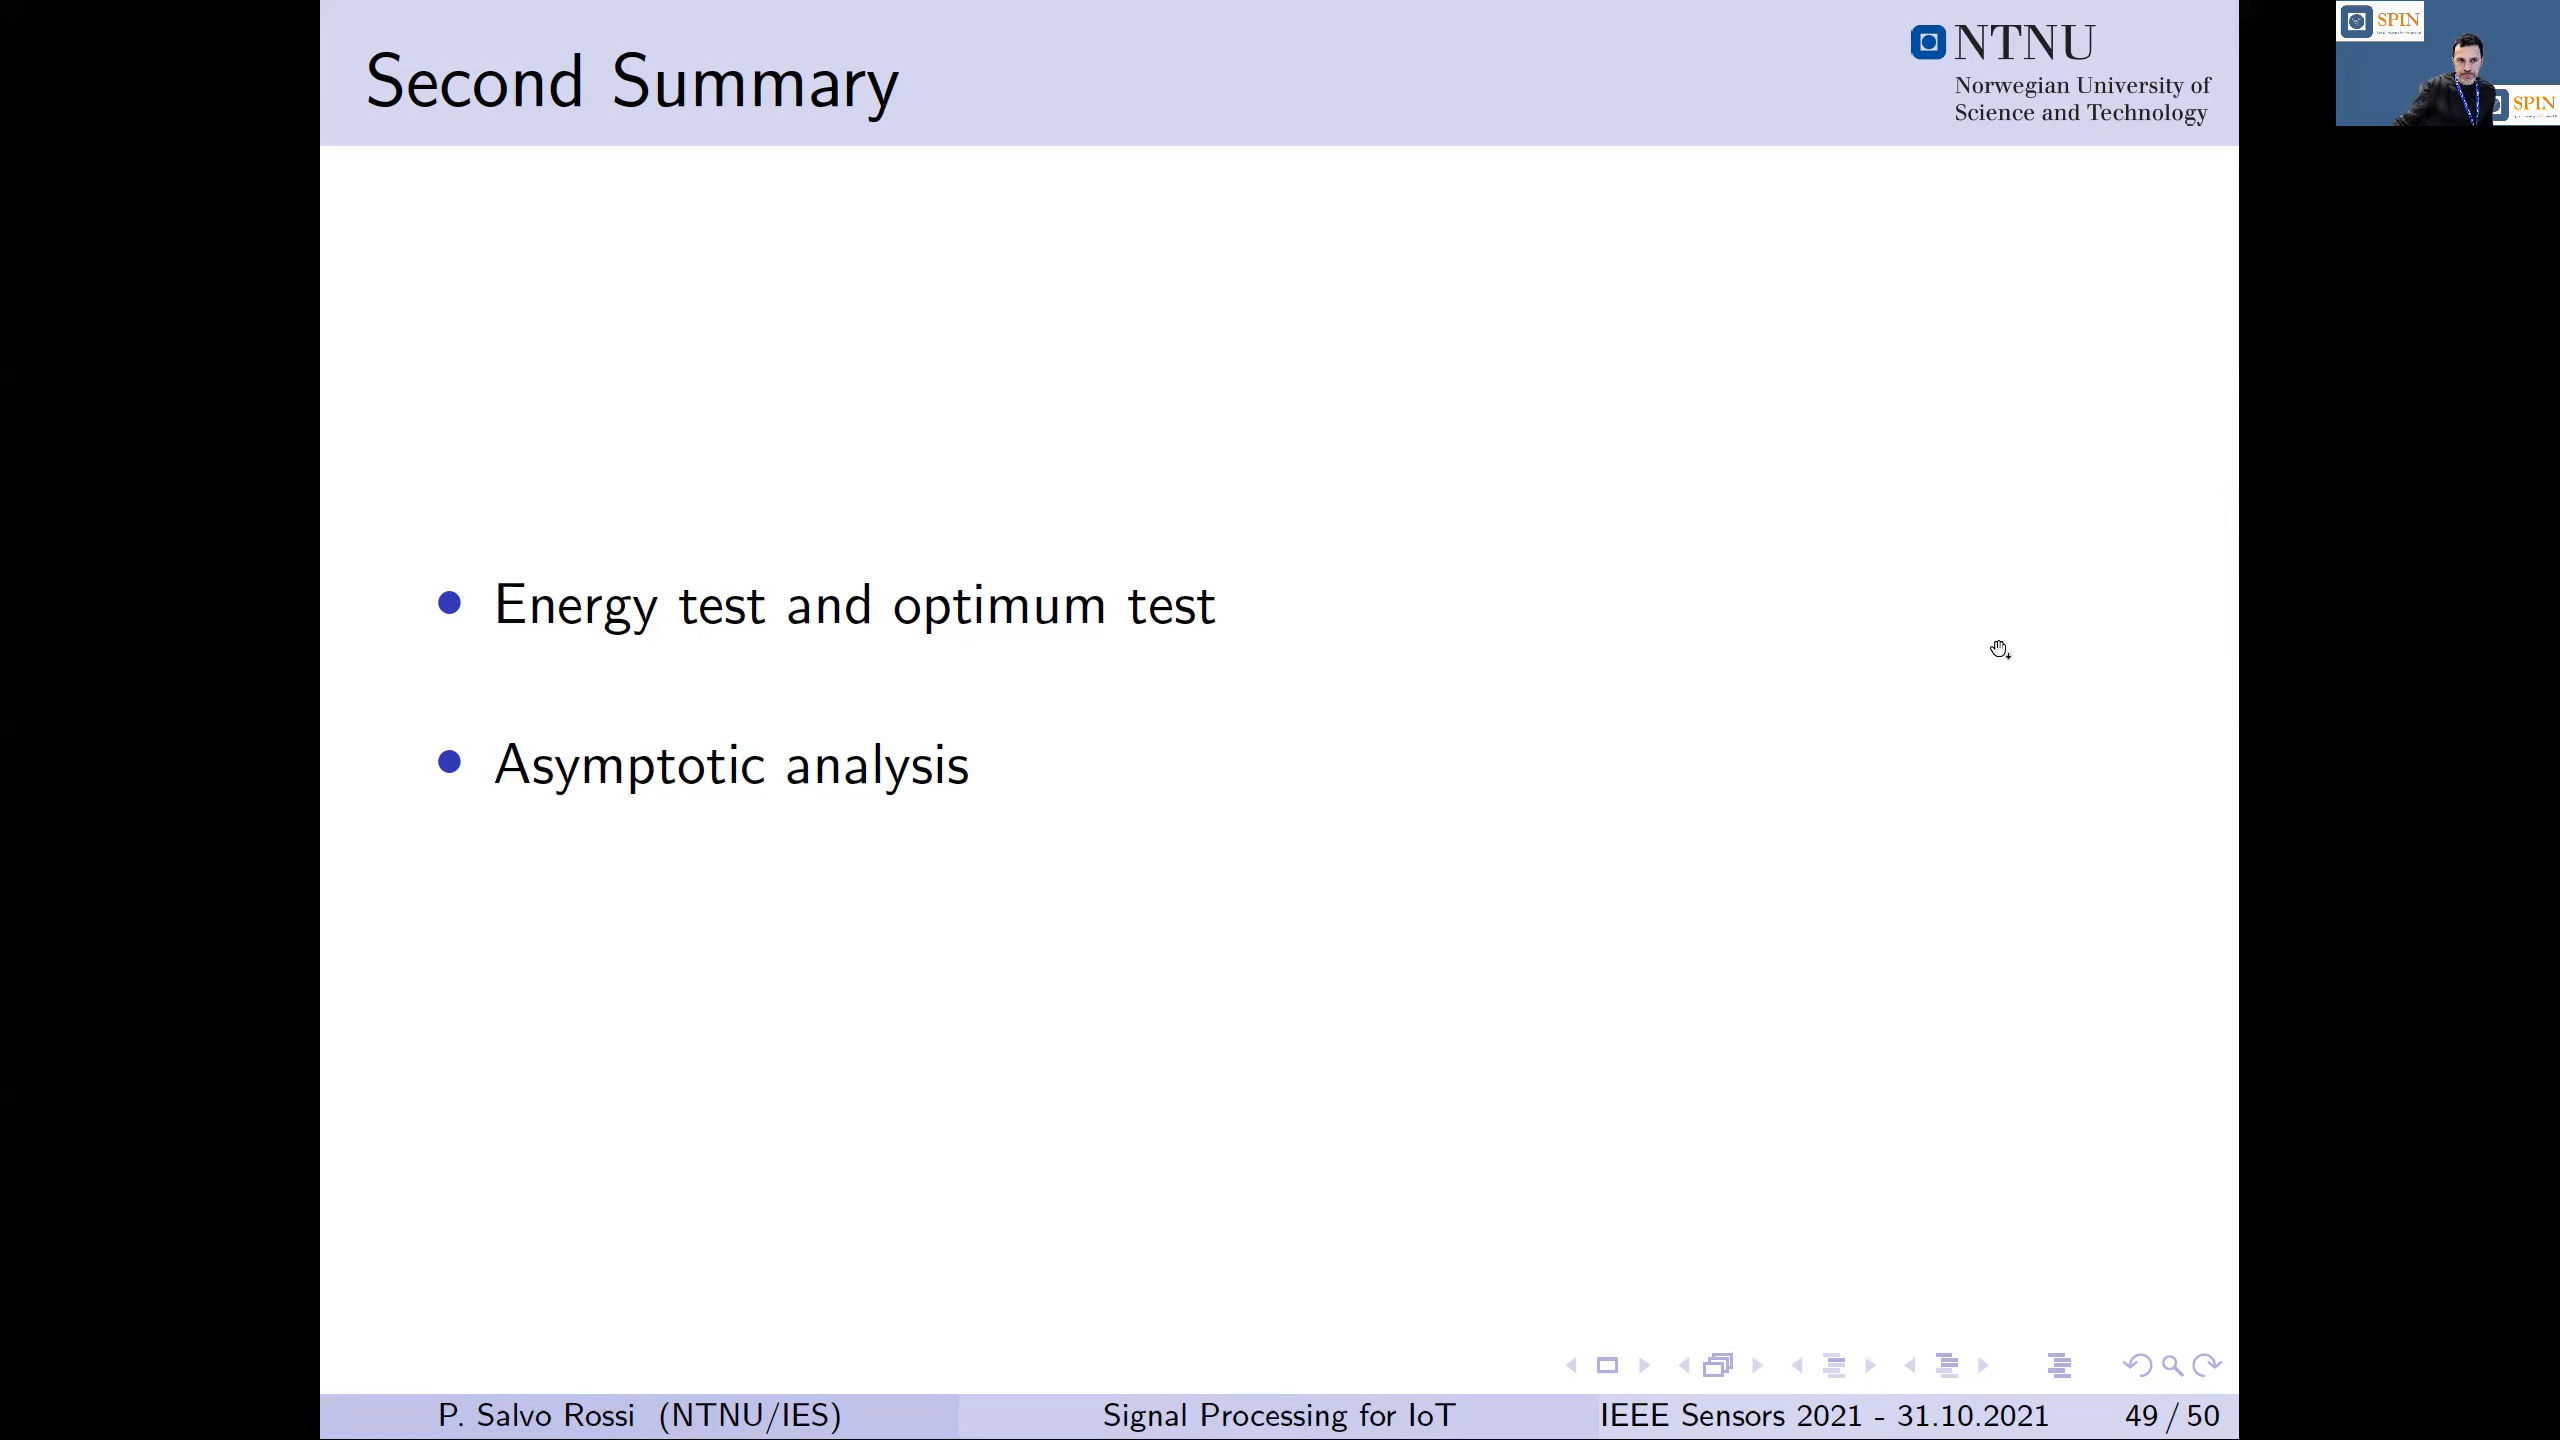 Second Summary
NTNU
Norwegian University of
Science and Technology
SPIN
SPIN
Energy test and optimum test
Asymptotic analysis
P. Salvo Rossi (NTNU/IES)
Signal Processing for IoT
IEEE Sensors 2021 - 31.10.2021
49 / 50